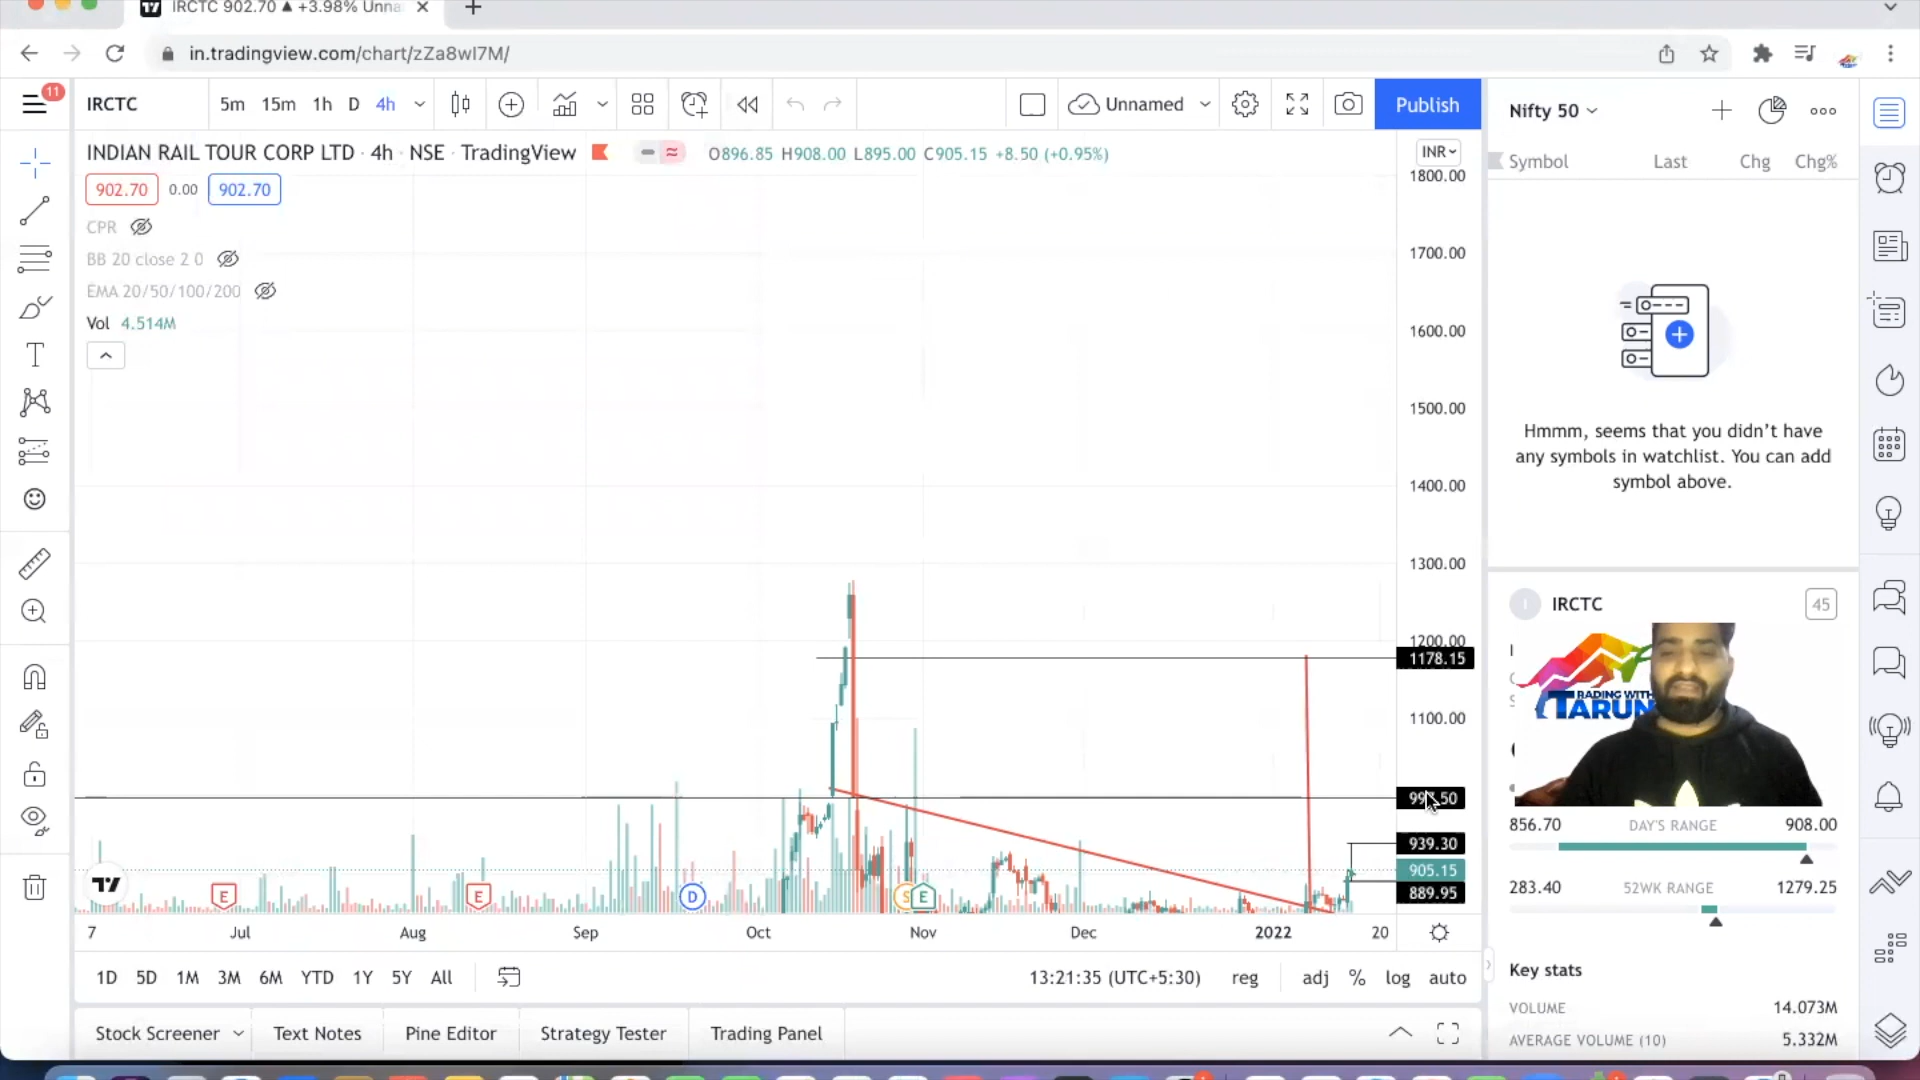 IRCTC 902.70 ▲ +3.98% Unna
in.tradingview.com/chart/zZa8wI7M/
11
IRCTC 5m 15m 1h D 4h Unnamed Publish
Nifty 50
Symbol Last Chg Chg%
INDIAN RAIL TOUR CORP LTD · 4h · NSE · TradingView O896.85 H908.00 L895.00 C905.15 +8.50 (+0.95%)
INR
902.70 0.00 902.70
CPR
BB 20 close 2 0
EMA 20/50/100/200
Vol 4.514M
1800.00
1700.00
1600.00
1500.00
1400.00
1300.00
1200.00
1178.15
1100.00
939.30
905.15
889.95
Hmmm, seems that you didn't have
any symbols in watchlist. You can add
symbol above.
IRCTC 45
RADING WITH
TARUN
856.70 DAY'S RANGE 908.00
283.40 52WK RANGE 1279.25
Key stats
VOLUME 14.073M
AVERAGE VOLUME (10) 5.332M
E E D S E
7 Jul Aug Sep Oct Nov Dec 2022 20
1D 5D 1M 3M 6M YTD 1Y 5Y All 13:21:35 (UTC+5:30) reg adj % log auto
Stock Screener Text Notes Pine Editor Strategy Tester Trading Panel